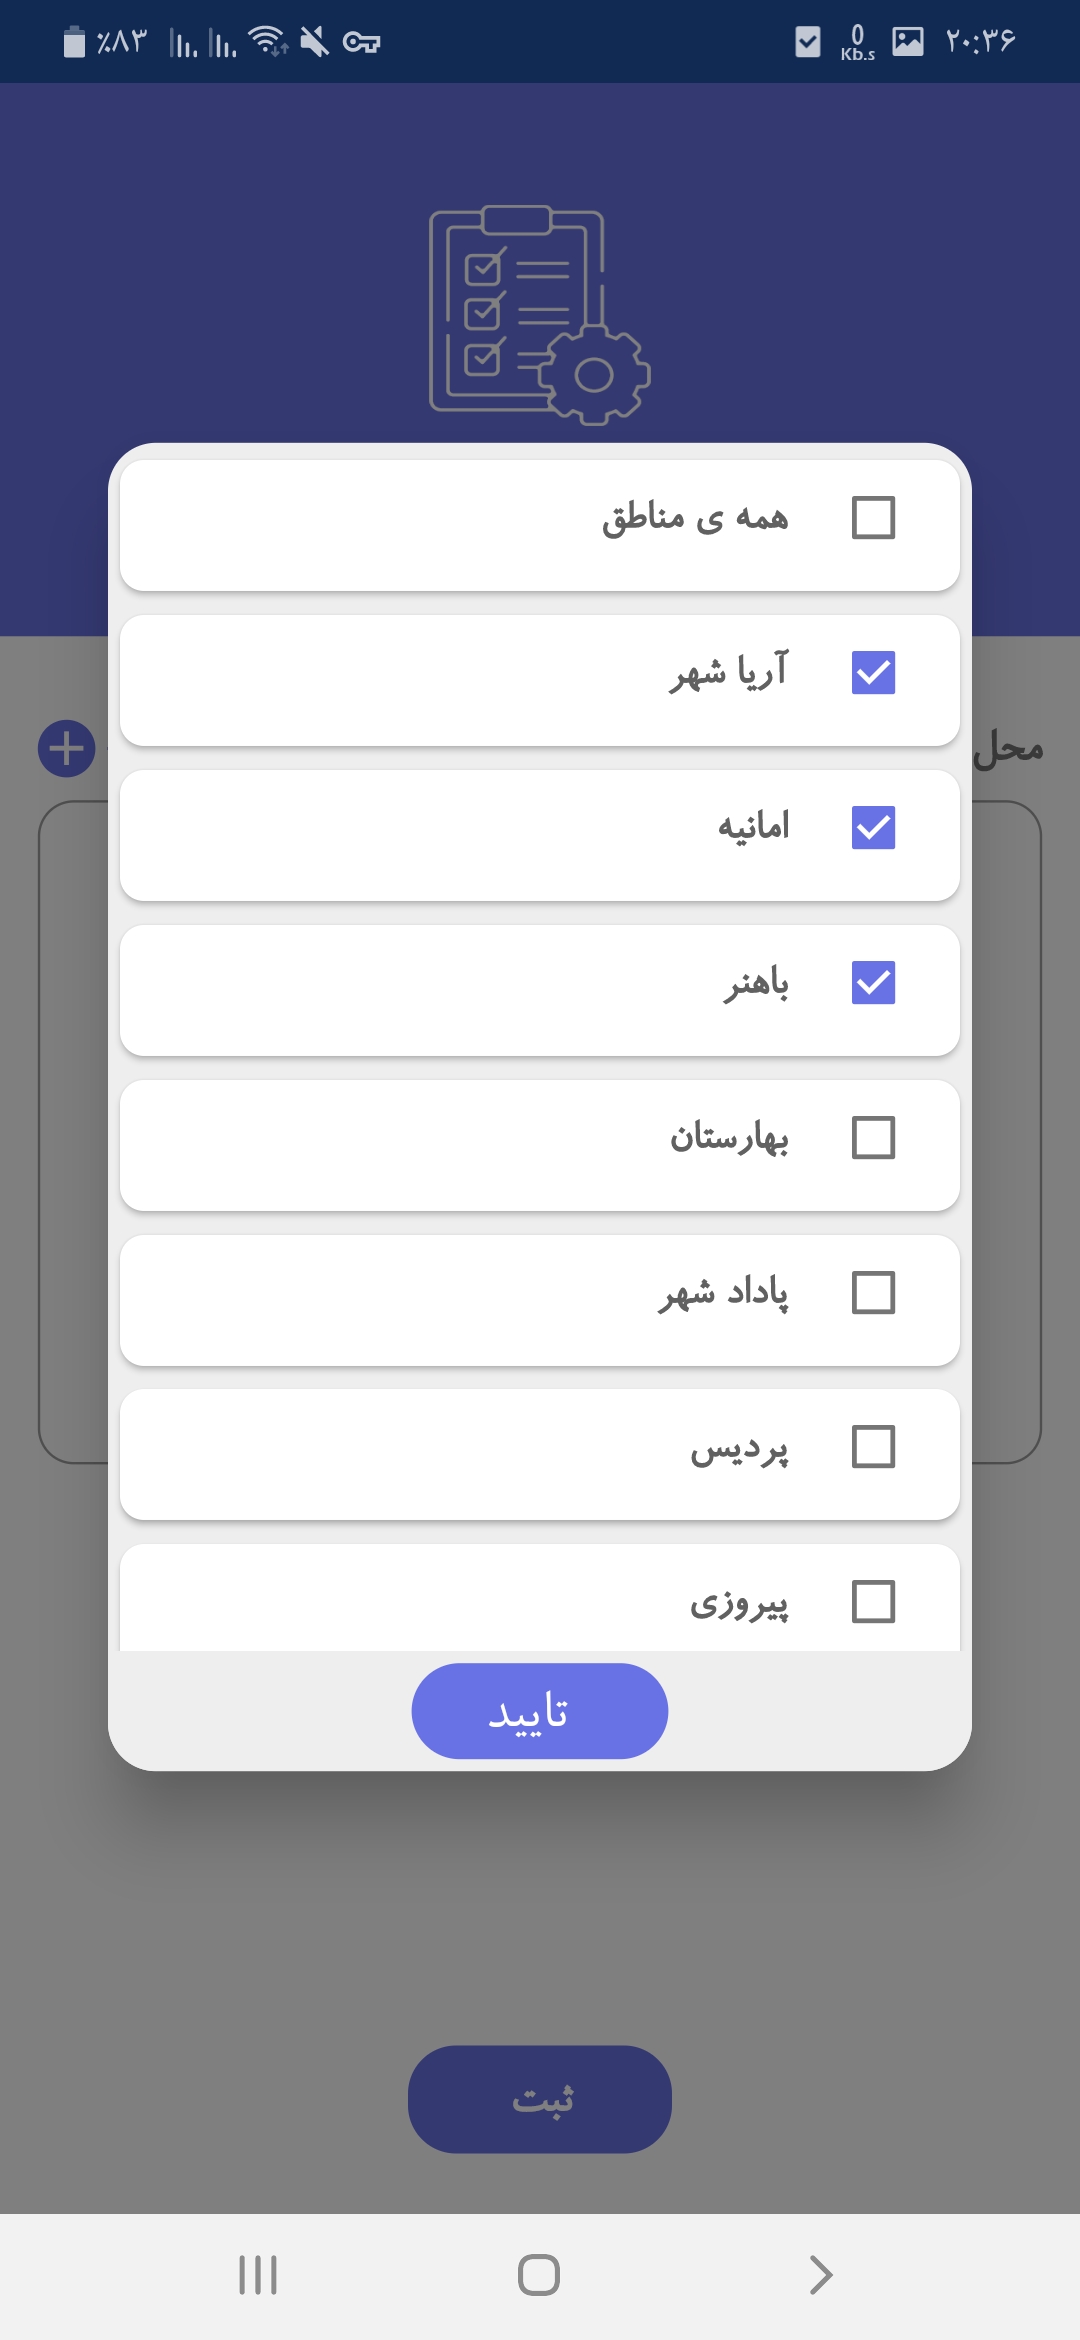 ۲۰:۳۶
0
Kb.s
٪۸۳
همه ی مناطق
آریا شهر
محل
امانیه
باهنر
بهارستان
پاداد شهر
پردیس
پیروزی
تایید
ثبت